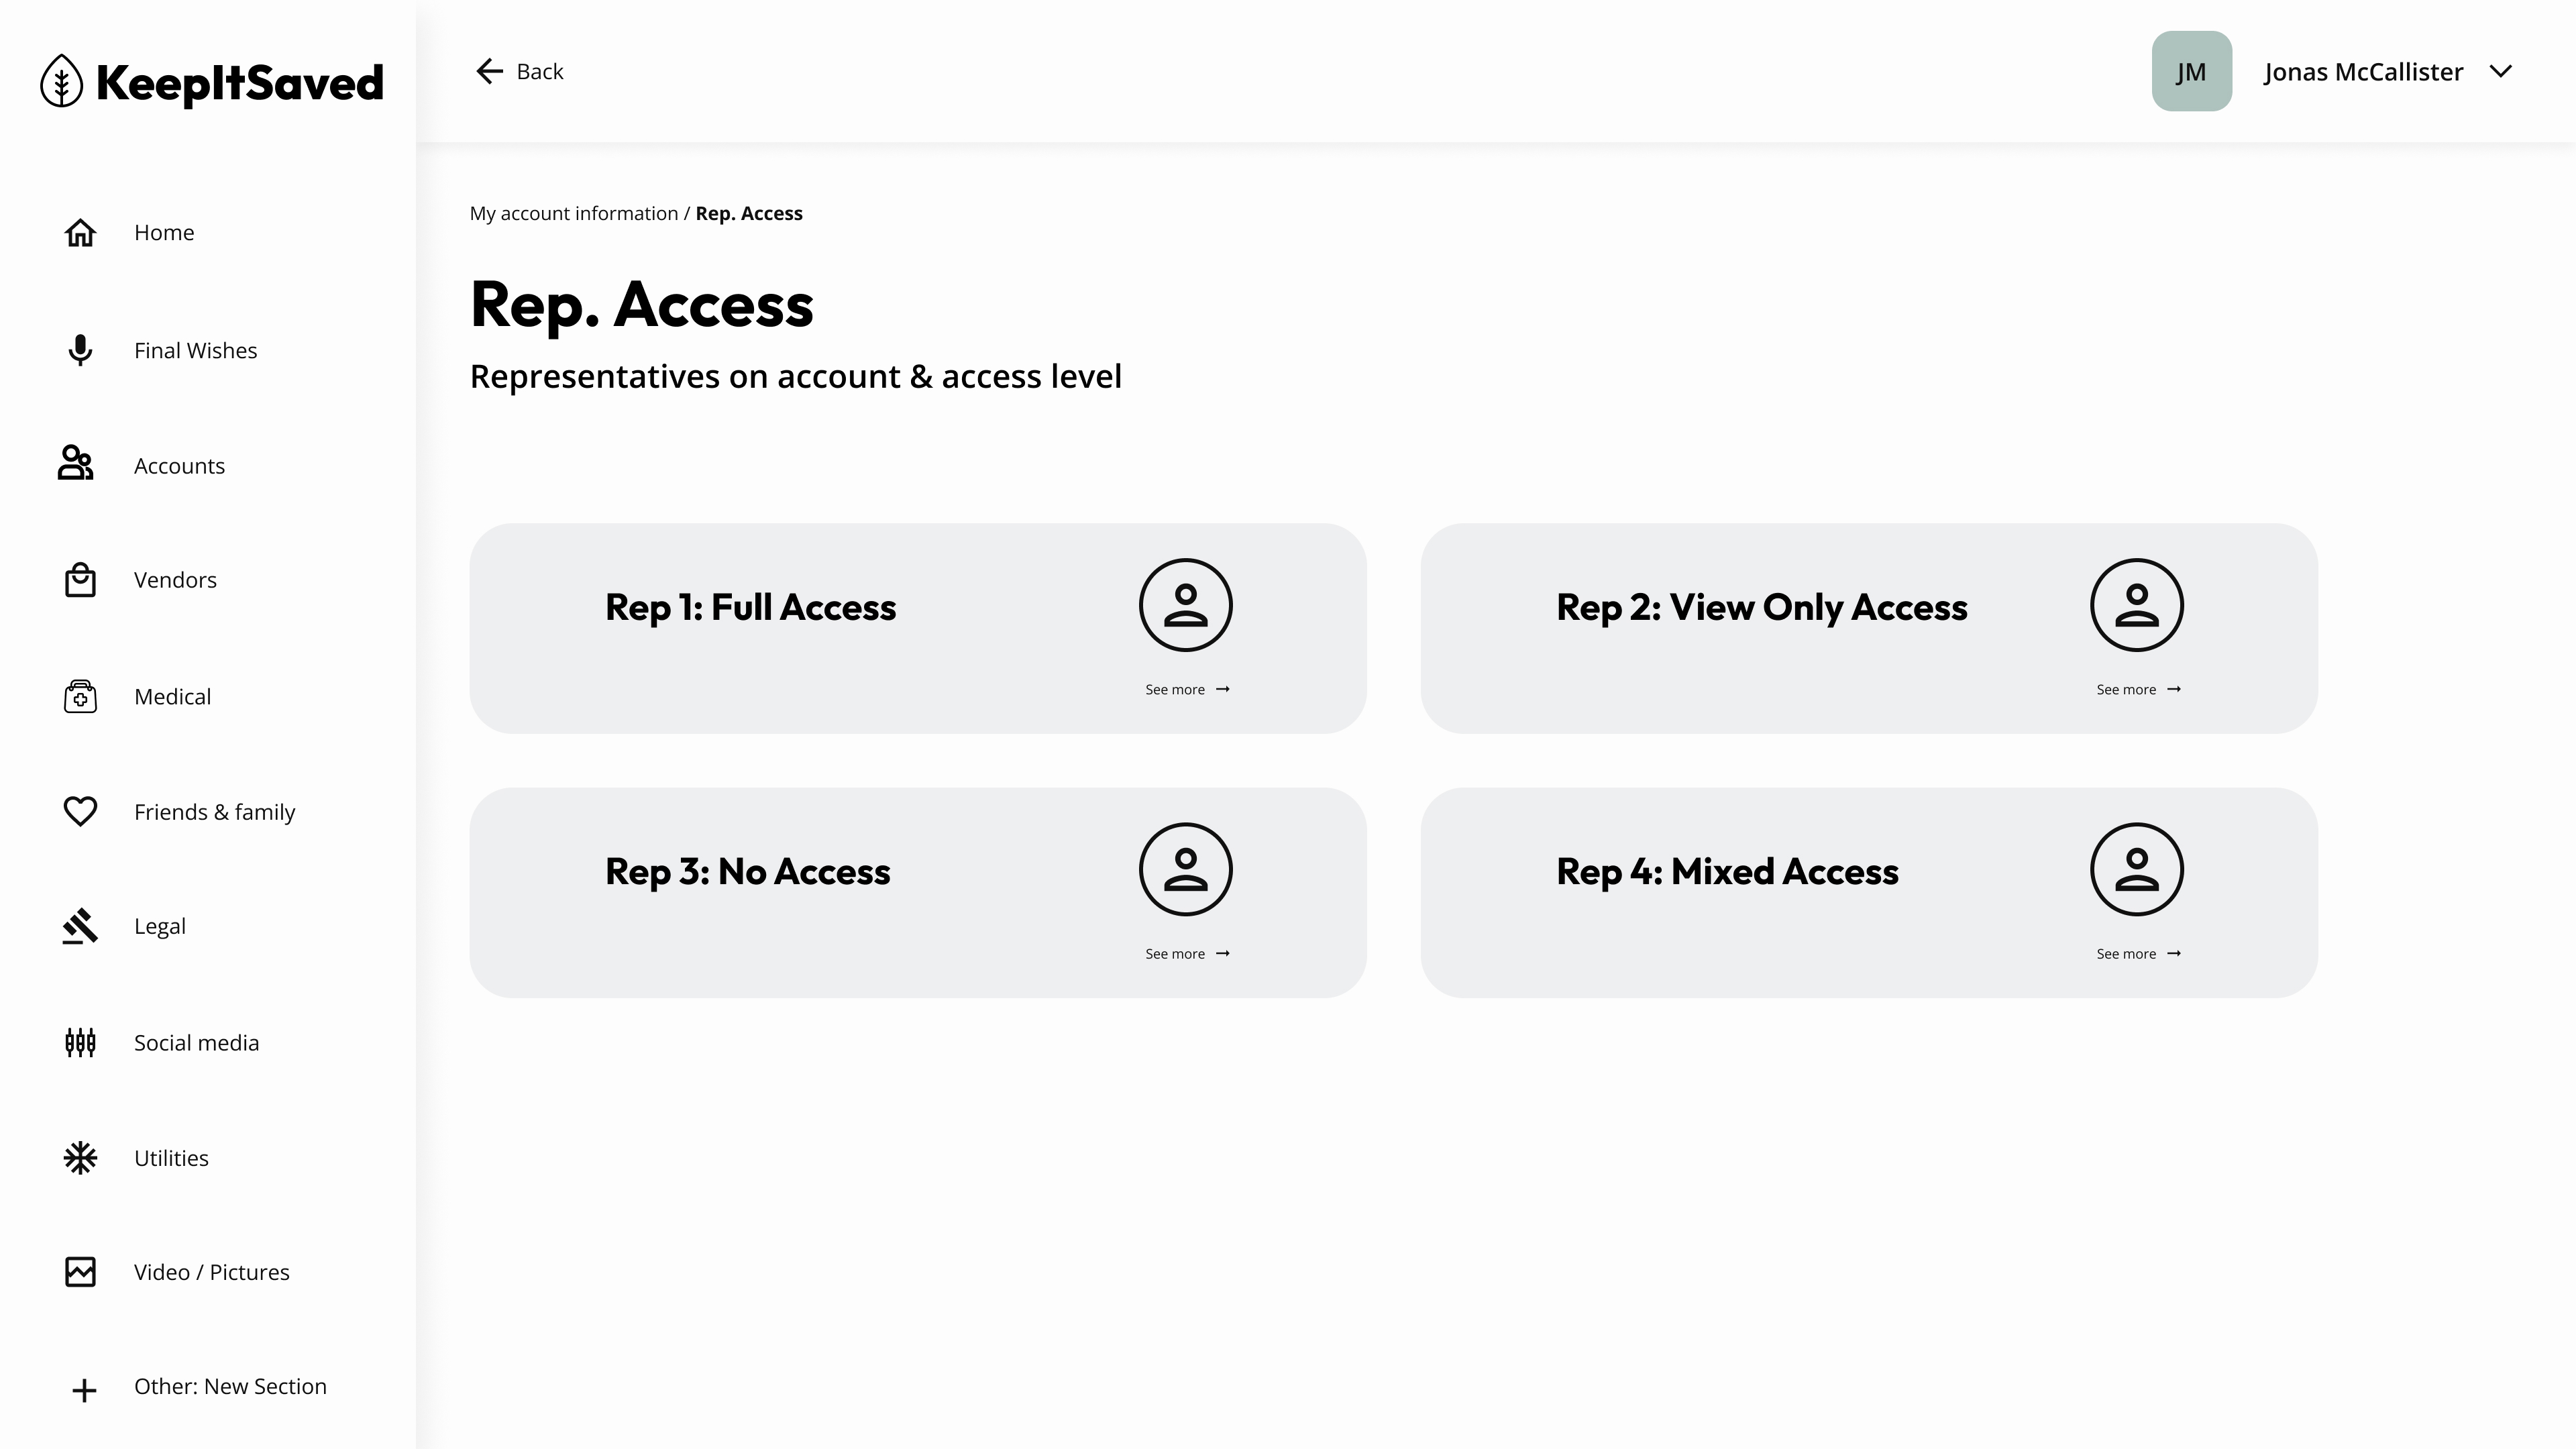 KeepItSaved
Back
JM
Jonas McCallister
Home
Final Wishes
Accounts
Vendors
Medical
Friends & family
Legal
Social media
Utilities
Video / Pictures
Other: New Section
My account information / Rep. Access
Rep. Access
Representatives on account & access level
Rep 1: Full Access
See more
Rep 2: View Only Access
See more
Rep 3: No Access
See more
Rep 4: Mixed Access
See more